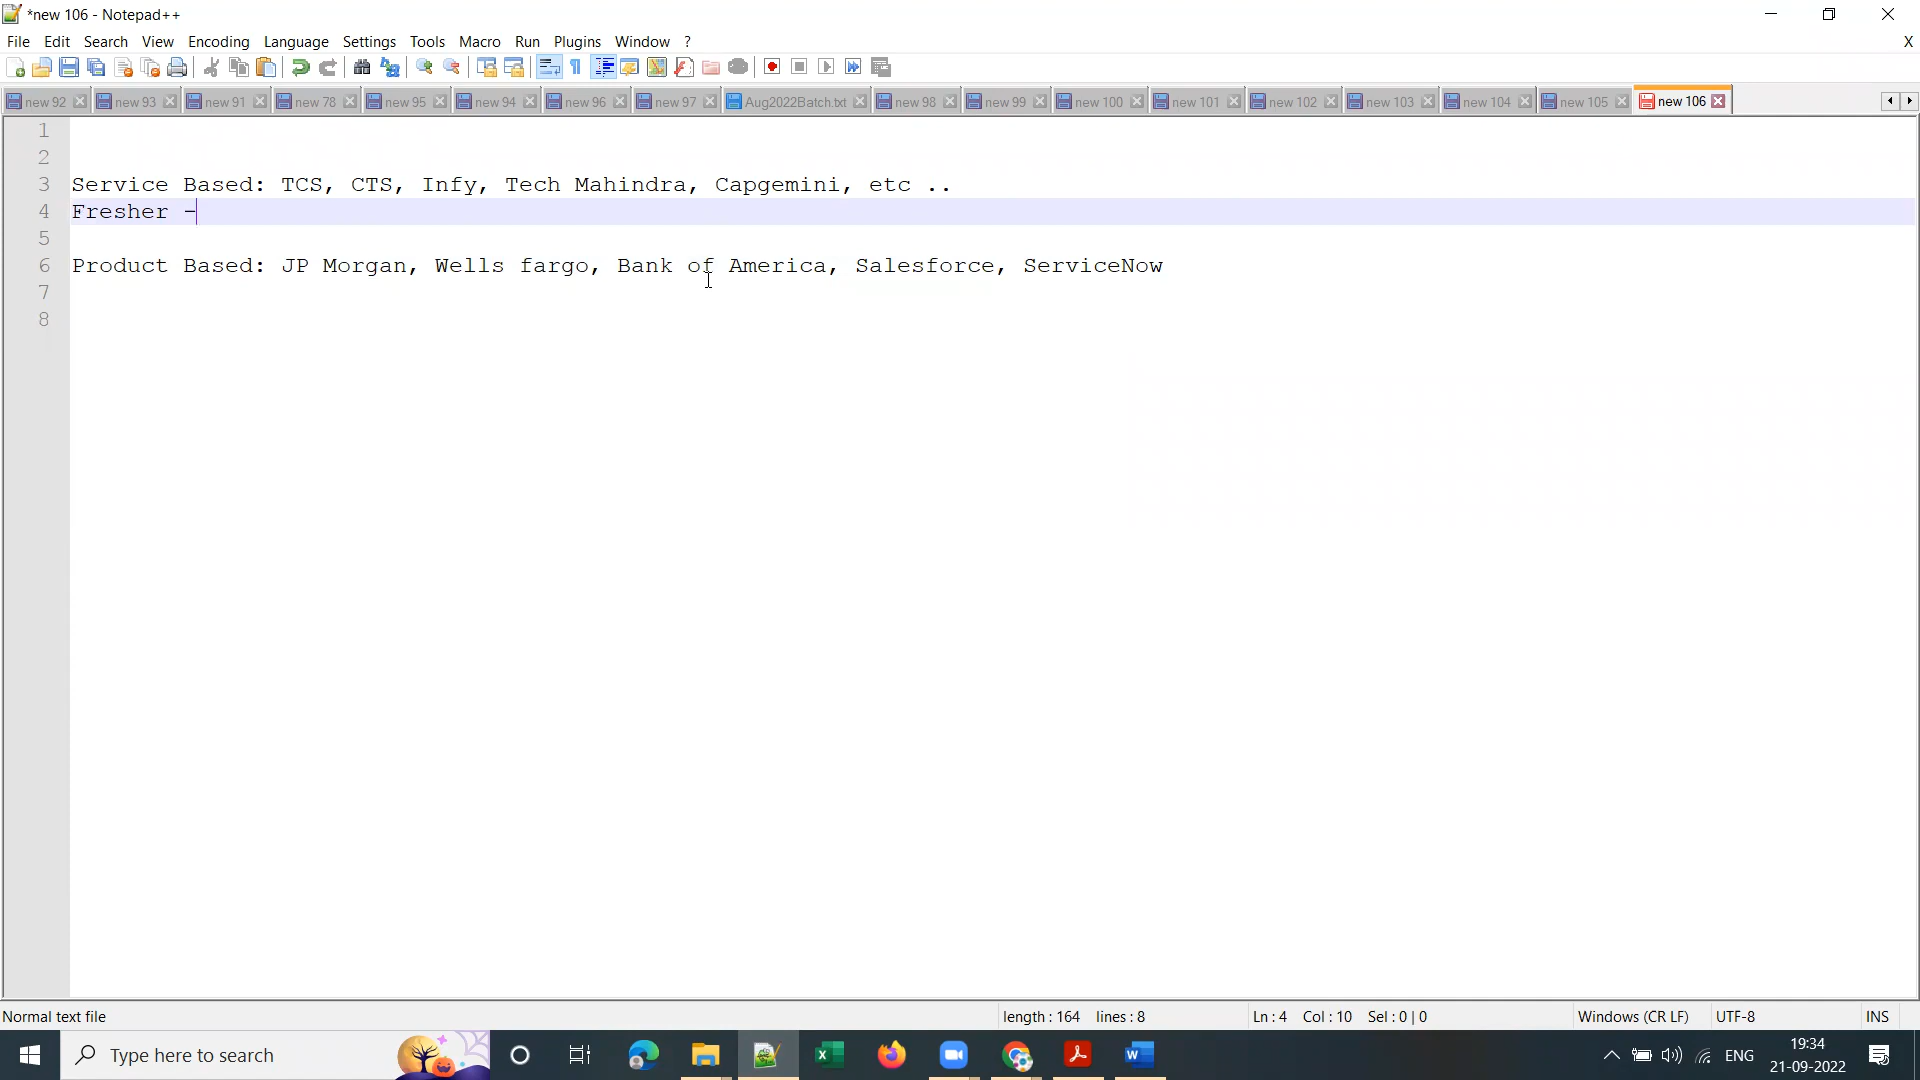 *new 106 - Notepad++
File Edit Search View Encoding Language Settings Tools Macro Run Plugins Window ? X
new 92 new 93 new 91 new 78 new 95 new 94 new 96 new 97 Aug2022Batch.txt new 98 new 99 new 100 new 101 new 102 new 103 new 104 new 105 new 106
1
2
3 Service Based: TCS, CTS, Infy, Tech Mahindra, Capgemini, etc ..
4 Fresher -
5
6 Product Based: JP Morgan, Wells fargo, Bank of America, Salesforce, ServiceNow
7
8
Normal text file length : 164 lines : 8 Ln : 4 Col : 10 Sel : 0 | 0 Windows (CR LF) UTF-8 INS
Type here to search ENG 19:34
21-09-2022